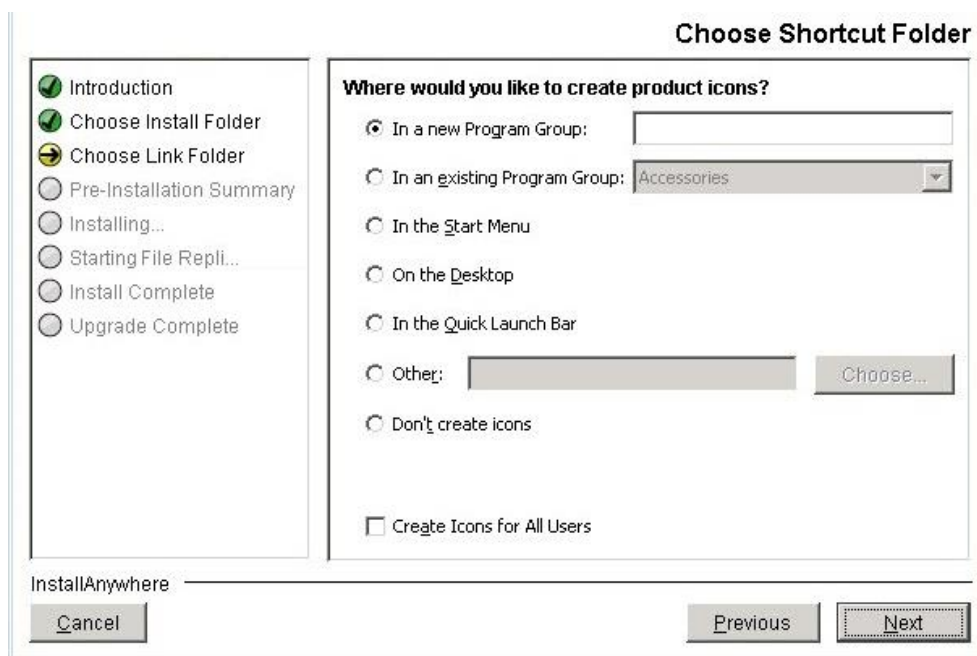 Choose Shortcut Folder
Introduction
Choose Install Folder
Choose Link Folder
Pre-Installation Summary
Installing...
Starting File Repli...
Install Complete
Upgrade Complete
Where would you like to create product icons?
In a new Program Group:
In an existing Program Group: Accessories
In the Start Menu
On the Desktop
In the Quick Launch Bar
Other: Choose...
Don't create icons
Create Icons for All Users
InstallAnywhere
Cancel Previous Next